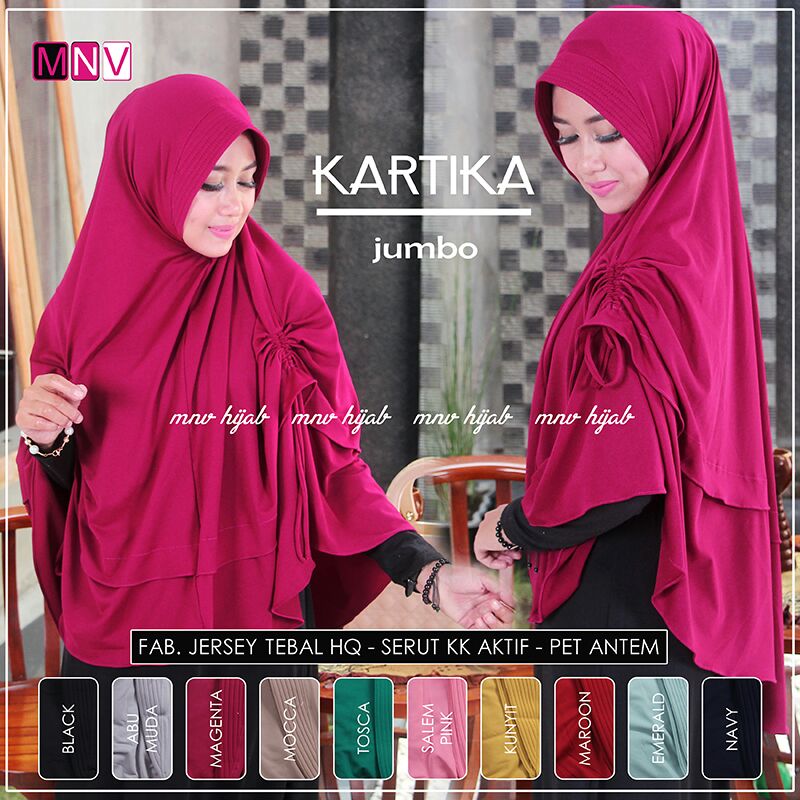 MNV
KARTIKA
jumbo
mnv hijab mnv hijab mnv hijab mnv hijab
FAB. JERSEY TEBAL HQ - SERUT KK AKTIF - PET ANTEM
BLACK
ABU
MUDA
MAGENTA
MOCCA
TOSCA
SALEM
PINK
KUNYIT
MAROON
EMERALD
NAVY